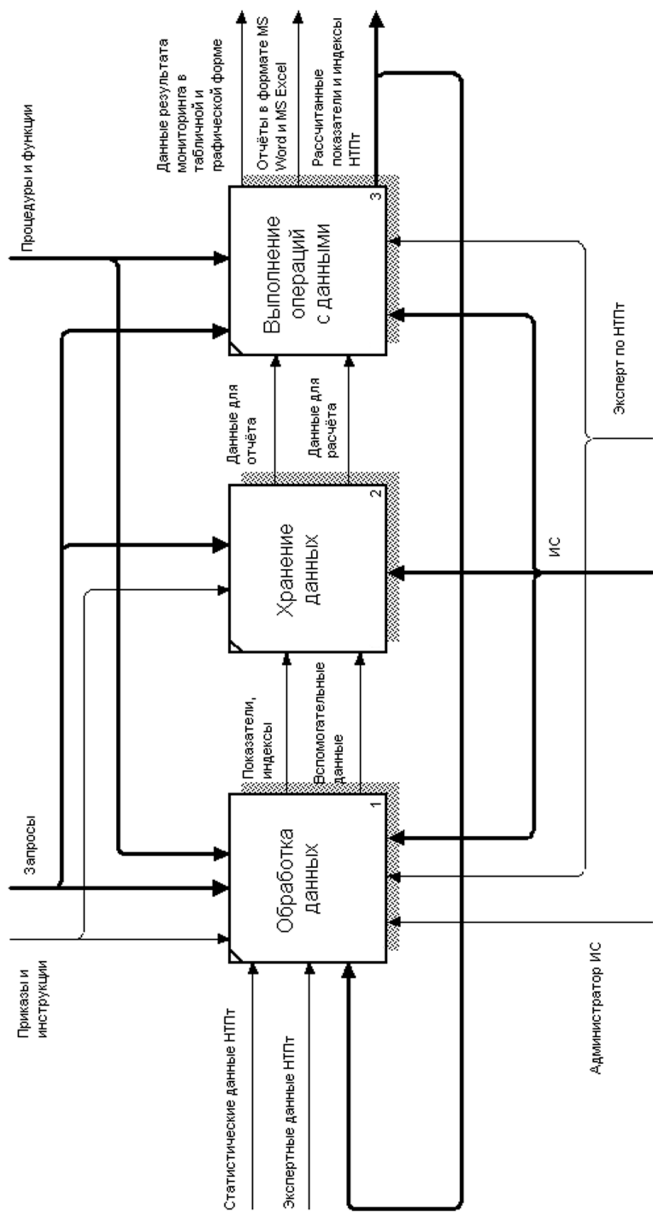 Приказы и
инструкции
Запросы
Процедуры и функции
Статистические данные НТПт
Экспертные данные НТПт
Обработка
данных
1
Показатели,
индексы
Вспомогательные
данные
Хранение
данных
2
Данные для
отчёта
Данные для
расчёта
Выполнение
операций
с данными
3
Данные результата
мониторинга в
табличной и
графической форме
Отчёты в формате MS
Word и MS Excel
Рассчитанные
показатели и индексы
НТПт
Администратор ИС
ИС
Эксперт по НТПт